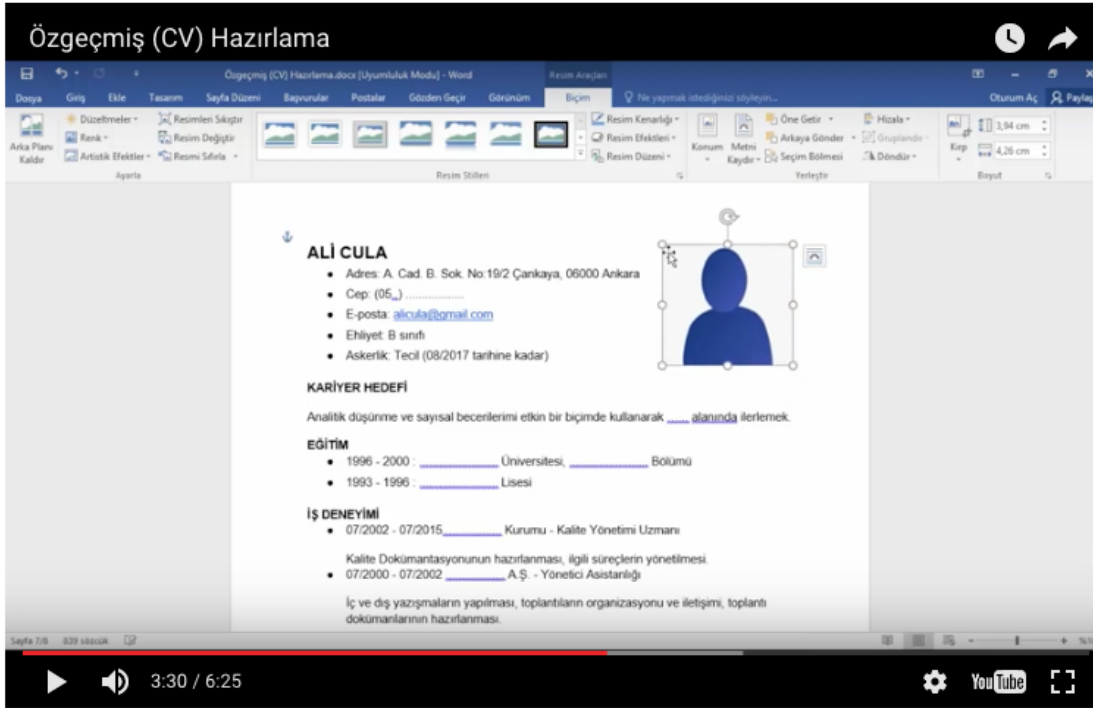 Özgeçmiş (CV) Hazırlama
Özgeçmiş (CV) Hazırlama.docx [Uyumluluk Modu] - Word
Resim Araçları
Dosya Giriş Ekle Tasarım Sayfa Düzeni Başvurular Postalar Gözden Geçir Görünüm Biçim Ne yapmak istediğinizi söyleyin... Oturum Aç Paylaş
Arka Planı Kaldır
Düzeltmeler
Renk
Artistik Efektler
Resimleri Sıkıştır
Resim Değiştir
Resmi Sıfırla
Ayarla
Resim Stilleri
Resim Kenarlığı
Resim Efektleri
Resim Düzeni
Konum
Metni Kaydır
Öne Getir
Arkaya Gönder
Seçim Bölmesi
Hizala
Gruplandır
Döndür
Yerleştir
Kırp
3,94 cm
4,26 cm
Boyut
ALİ CULA
• Adres: A. Cad. B. Sok. No:19/2 Çankaya, 06000 Ankara
• Cep: (05_) ...................
• E-posta: alicula@gmail.com
• Ehliyet: B sınıfı
• Askerlik: Tecil (08/2017 tarihine kadar)
KARİYER HEDEFİ
Analitik düşünme ve sayısal becerilerimi etkin bir biçimde kullanarak ...... alanında ilerlemek.
EĞİTİM
• 1996 - 2000 : ______________ Üniversitesi, ______________ Bölümü
• 1993 - 1996 : ______________ Lisesi
İŞ DENEYİMİ
• 07/2002 - 07/2015___________ Kurumu - Kalite Yönetimi Uzmanı
Kalite Dokümantasyonunun hazırlanması, ilgili süreçlerin yönetilmesi.
• 07/2000 - 07/2002 ___________ A.Ş. - Yönetici Asistanlığı
İç ve dış yazışmaların yapılması, toplantıların organizasyonu ve iletişimi, toplantı
dokümanlarının hazırlanması.
Sayfa 7/8 839 sözcük
3:30 / 6:25
YouTube